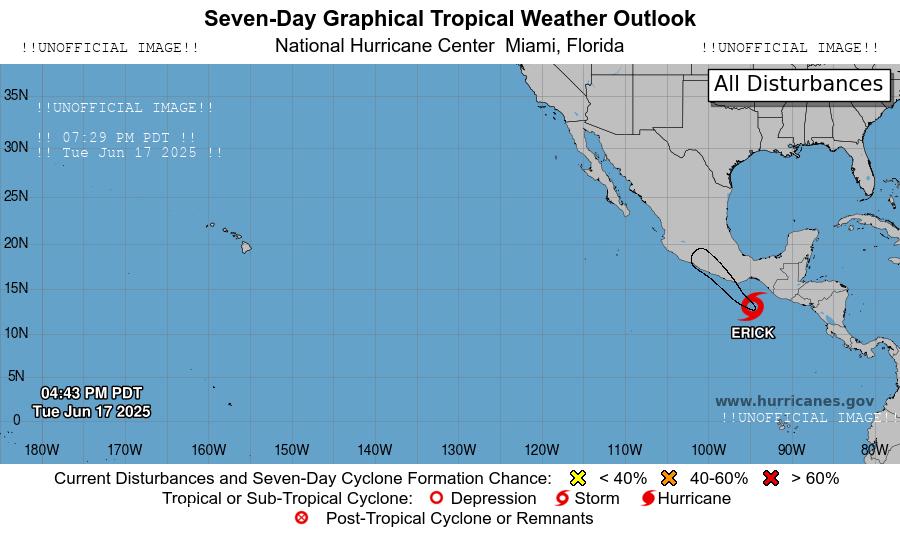 Seven-Day Graphical Tropical Weather Outlook
!!UNOFFICIAL IMAGE!!
National Hurricane Center Miami, Florida
!!UNOFFICIAL IMAGE!!
All Disturbances
35N
!!UNOFFICIAL IMAGE!!
!! 07:29 PM PDT !!
30N
!! Tue Jun 17 2025 !!
25N
20N
15N
10N
ERICK
5N
04:43 PM PDT
Tue Jun 17 2025
www.hurricanes.gov
!!UNOFFICIAL IMAGE!!
0
180W 170W 160W 150W 140W 130W 120W 110W 100W 90W 80W
Current Disturbances and Seven-Day Cyclone Formation Chance: < 40% 40-60% > 60%
Tropical or Sub-Tropical Cyclone: Depression Storm Hurricane
Post-Tropical Cyclone or Remnants